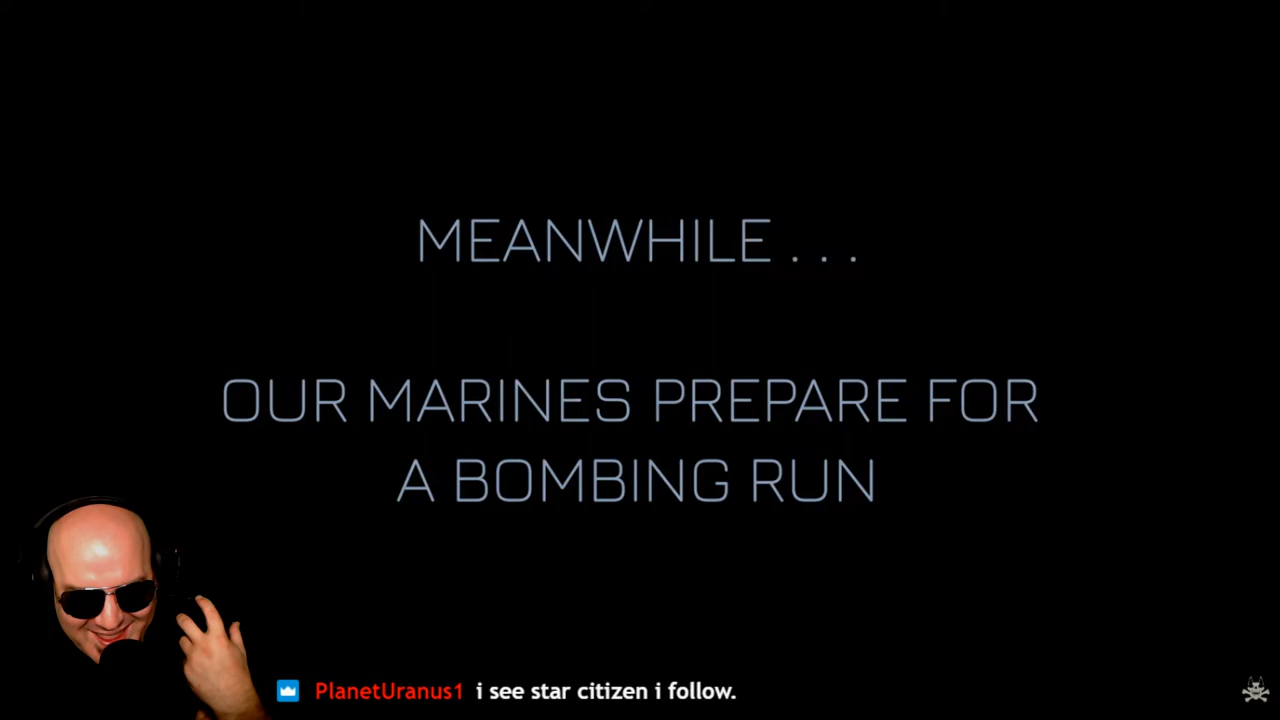 MEANWHILE . . .
OUR MARINES PREPARE FOR
A BOMBING RUN
PlanetUranus1 i see star citizen i follow.